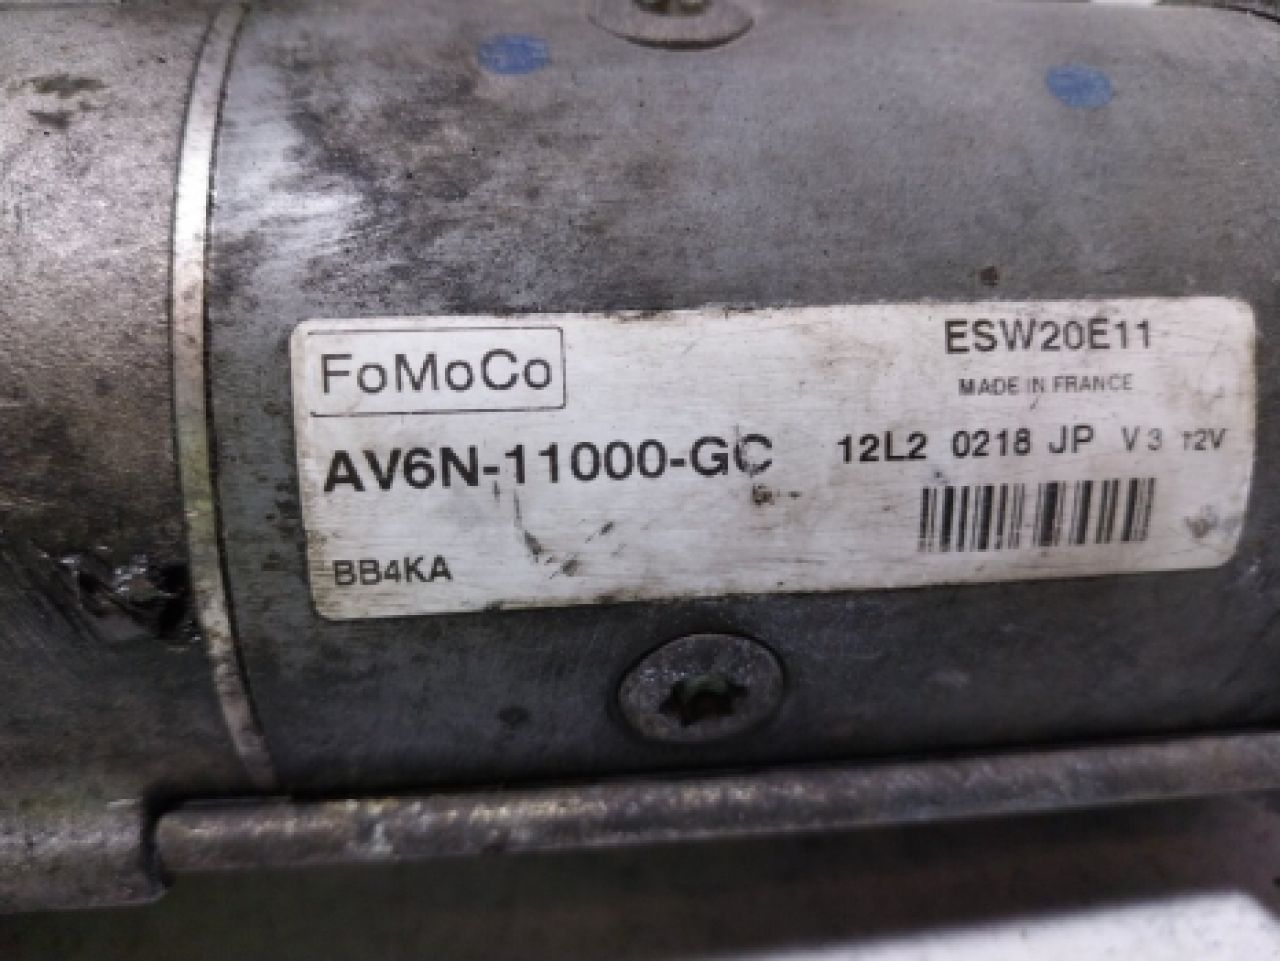 FoMoCo
ESW20E11
MADE IN FRANCE
AV6N-11000-GC
12L2 0218 JP V3 12V
BB4KA